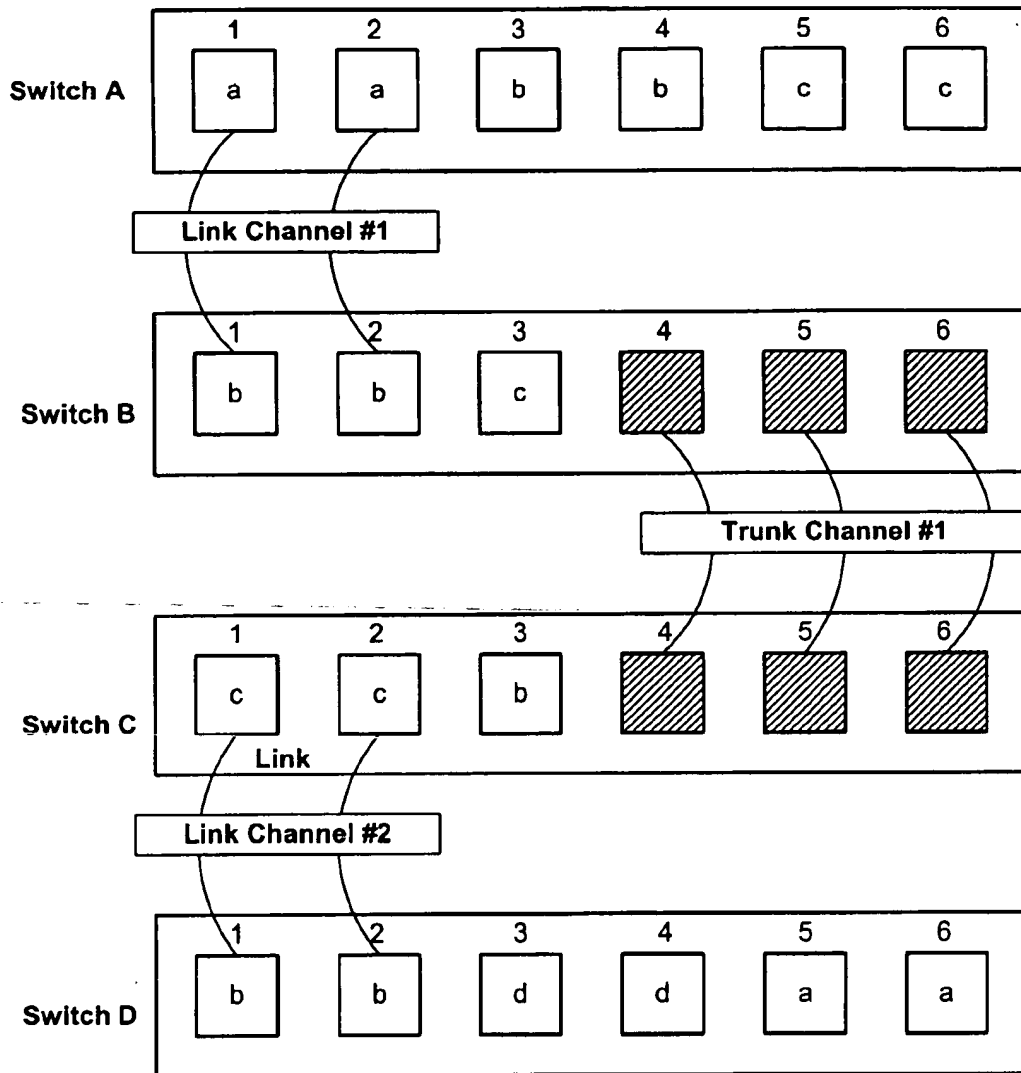 1 2 3 4 5 6
Switch A a a b b c c
Link Channel #1
1 2 3 4 5 6
Switch B b b c
Trunk Channel #1
1 2 3 4 5 6
Switch C c c b
Link
Link Channel #2
1 2 3 4 5 6
Switch D b b d d a a